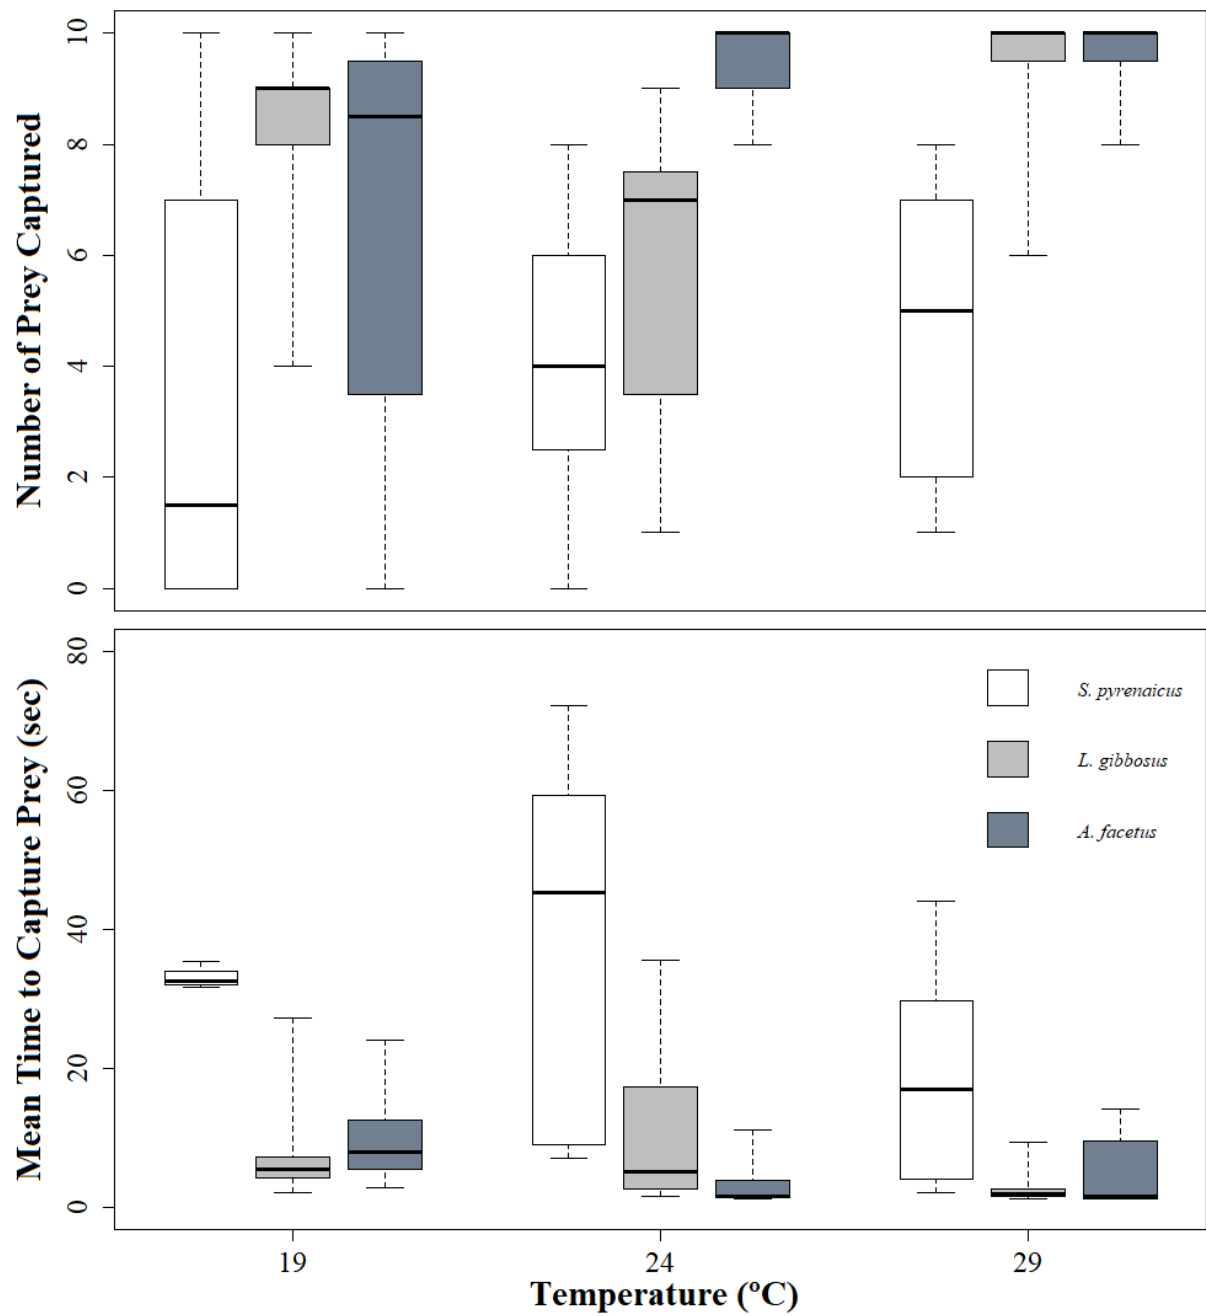 Number of Prey Captured
10
8
6
4
2
0
Mean Time to Capture Prey (sec)
80
60
40
20
0
S. pyrenaicus
L. gibbosus
A. facetus
19 24 29
Temperature (ºC)